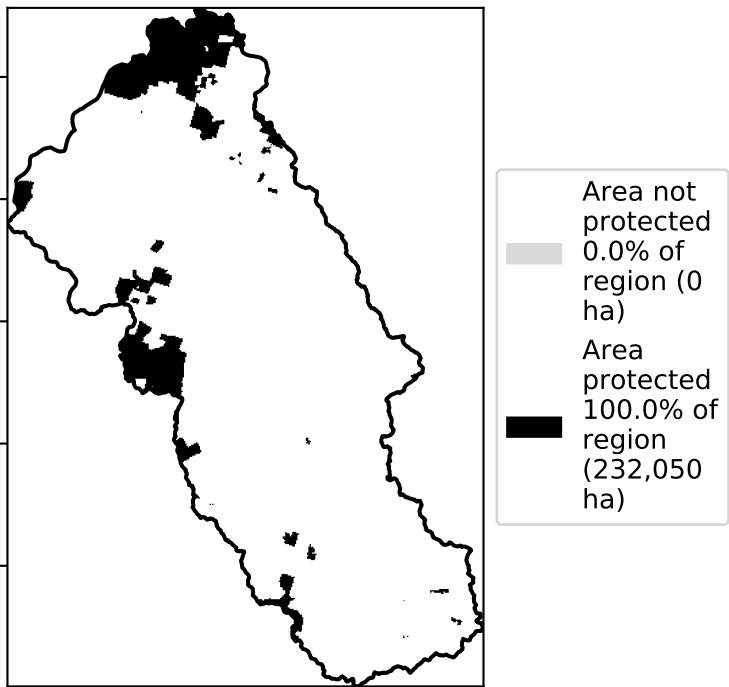 Area not
protected
0.0% of
region (0
ha)
Area
protected
100.0% of
region
(232,050
ha)